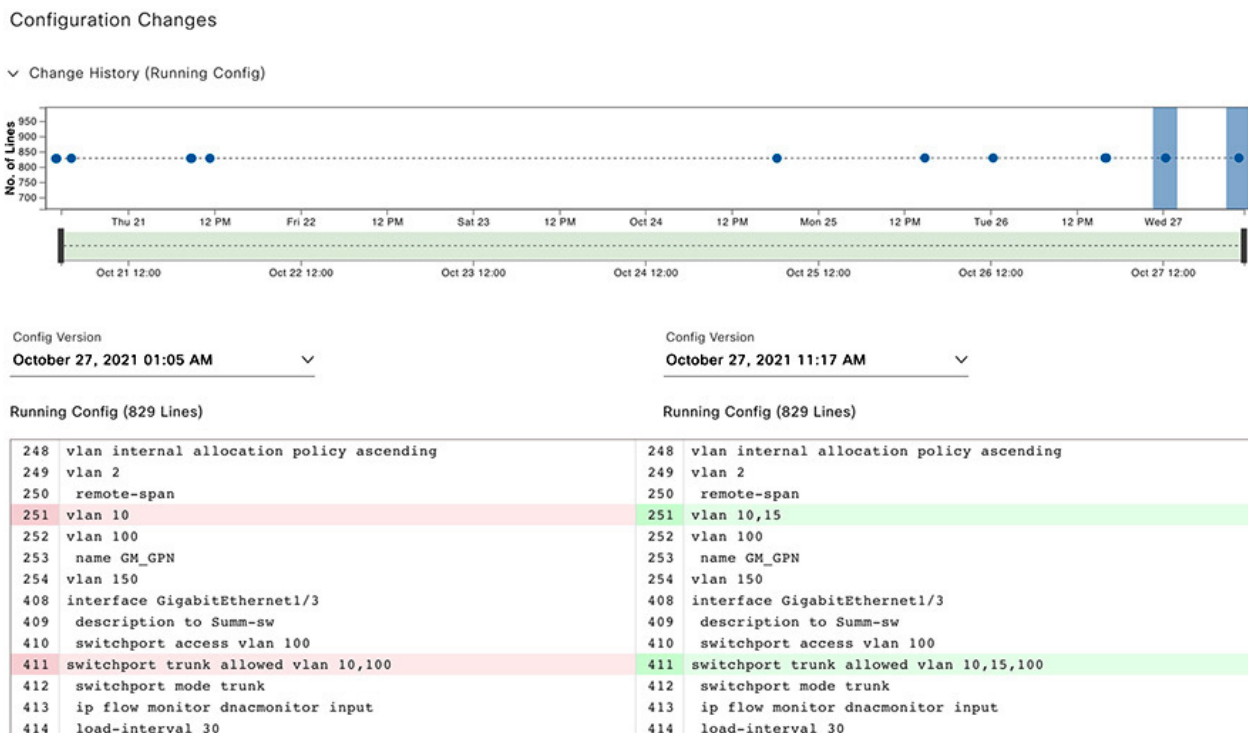 Configuration Changes
Change History (Running Config)
No. of Lines
950
900
850
800
750
700
Thu 21 12 PM Fri 22 12 PM Sat 23 12 PM Oct 24 12 PM Mon 25 12 PM Tue 26 12 PM Wed 27
Oct 21 12:00 Oct 22 12:00 Oct 23 12:00 Oct 24 12:00 Oct 25 12:00 Oct 26 12:00 Oct 27 12:00
Config Version
October 27, 2021 01:05 AM
Running Config (829 Lines)
248 vlan internal allocation policy ascending
249 vlan 2
250 remote-span
251 vlan 10
252 vlan 100
253 name GM_GPN
254 vlan 150
408 interface GigabitEthernet1/3
409 description to Summ-sw
410 switchport access vlan 100
411 switchport trunk allowed vlan 10,100
412 switchport mode trunk
413 ip flow monitor dnacmonitor input
414 load-interval 30
Config Version
October 27, 2021 11:17 AM
Running Config (829 Lines)
248 vlan internal allocation policy ascending
249 vlan 2
250 remote-span
251 vlan 10,15
252 vlan 100
253 name GM_GPN
254 vlan 150
408 interface GigabitEthernet1/3
409 description to Summ-sw
410 switchport access vlan 100
411 switchport trunk allowed vlan 10,15,100
412 switchport mode trunk
413 ip flow monitor dnacmonitor input
414 load-interval 30